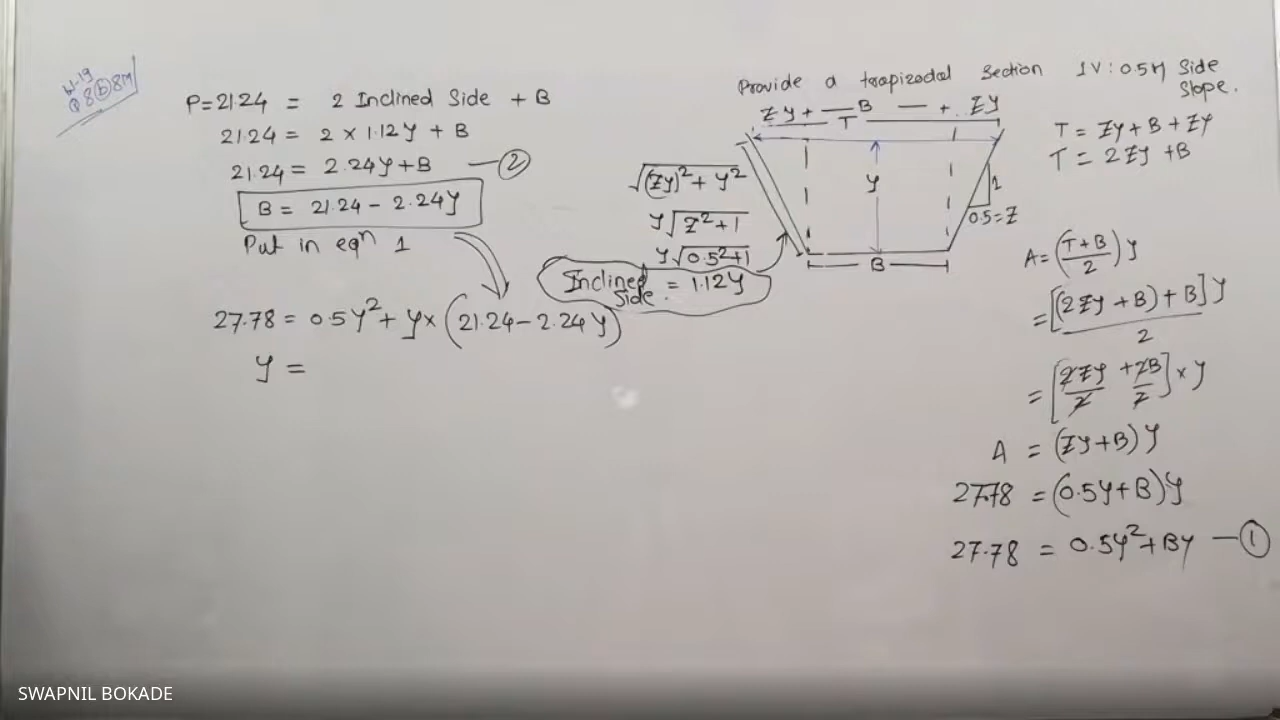 W-19
Q 8 b 8M
P=21.24 = 2 Inclined Side + B
21.24 = 2 x 1.12y + B
21.24 = 2.24y+B — 2
B = 21.24 - 2.24y
Put in eqn 1
27.78 = 0.5y²+ y x (21.24-2.24y)
y =
Provide a trapizodal Section 1V:0.5H Side
Slope.
Zy + — B — + Zy
T
√(Zy)²+y²
y√Z²+1
y√0.5²+1
Inclined
Side. = 1.12y
y
1
0.5=Z
B
T = Zy+B+Zy
T = 2Zy +B
A=(T+B/2)y
=[(2Zy+B)+B]y
2
=[2Zy/2 +2B/2]xy
A = (Zy+B)y
27.78 =(0.5y+B)y
27.78 = 0.5y²+By — 1
SWAPNIL BOKADE